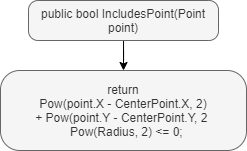 public bool IncludesPoint(Point
point)
return
Pow(point.X - CenterPoint.X, 2)
+ Pow(point.Y - CenterPoint.Y, 2
Pow(Radius, 2) <= 0;